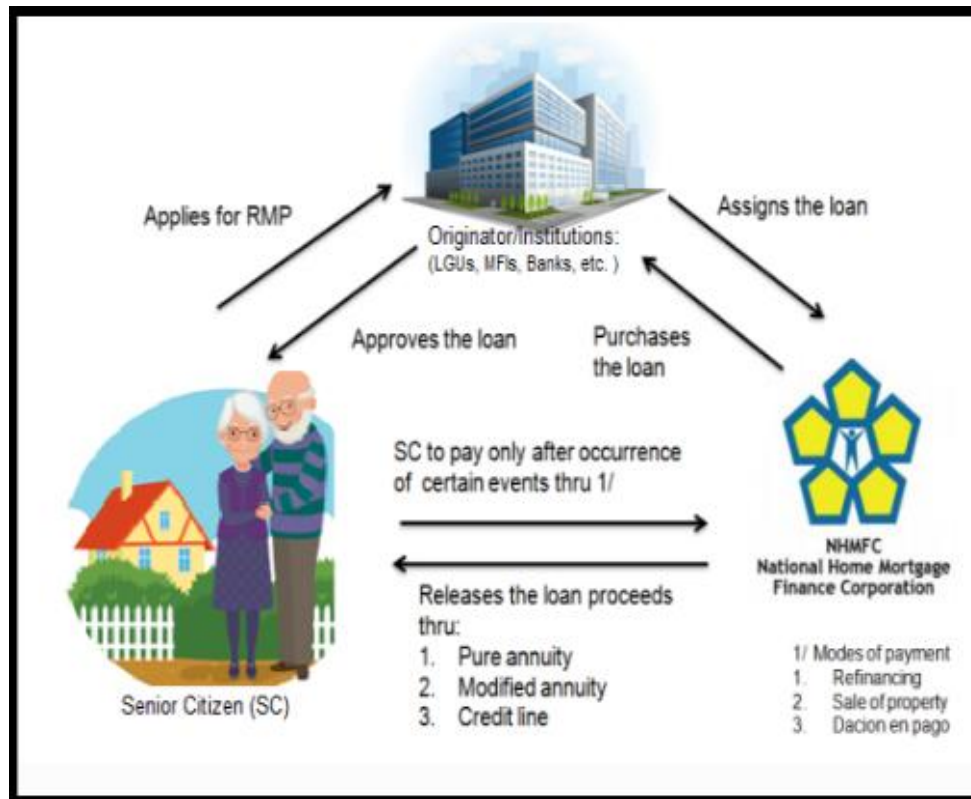 Applies for RMP
Assigns the loan
Originator/Institutions:
(LGUs, MFIs, Banks, etc. )
Approves the loan
Purchases
the loan
SC to pay only after occurrence
of certain events thru 1/
NHMFC
National Home Mortgage
Finance Corporation
Releases the loan proceeds
thru:
1. Pure annuity
2. Modified annuity
3. Credit line
Senior Citizen (SC)
1/ Modes of payment
1. Refinancing
2. Sale of property
3. Dacion en pago